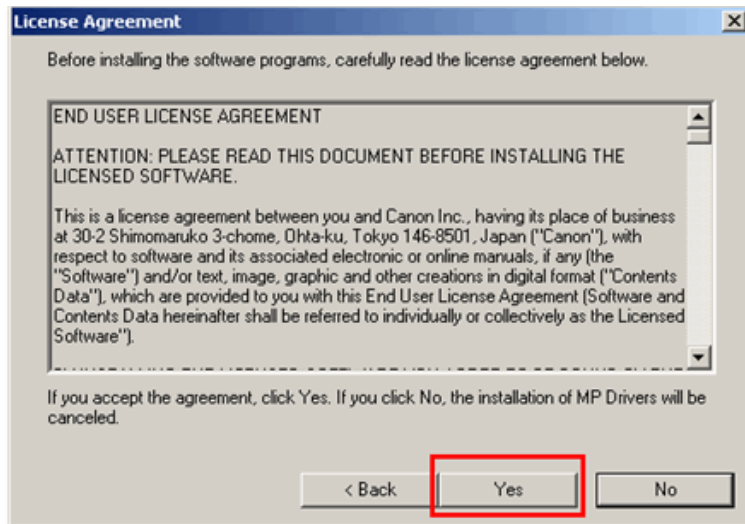 License Agreement
Before installing the software programs, carefully read the license agreement below.
END USER LICENSE AGREEMENT
ATTENTION: PLEASE READ THIS DOCUMENT BEFORE INSTALLING THE
LICENSED SOFTWARE.
This is a license agreement between you and Canon Inc., having its place of business
at 30-2 Shimomaruko 3-chome, Ohta-ku, Tokyo 146-8501, Japan ("Canon"), with
respect to software and its associated electronic or online manuals, if any (the
"Software") and/or text, image, graphic and other creations in digital format ("Contents
Data"), which are provided to you with this End User License Agreement (Software and
Contents Data hereinafter shall be referred to individually or collectively as the Licensed
Software").
If you accept the agreement, click Yes. If you click No, the installation of MP Drivers will be
canceled.
< Back
Yes
No